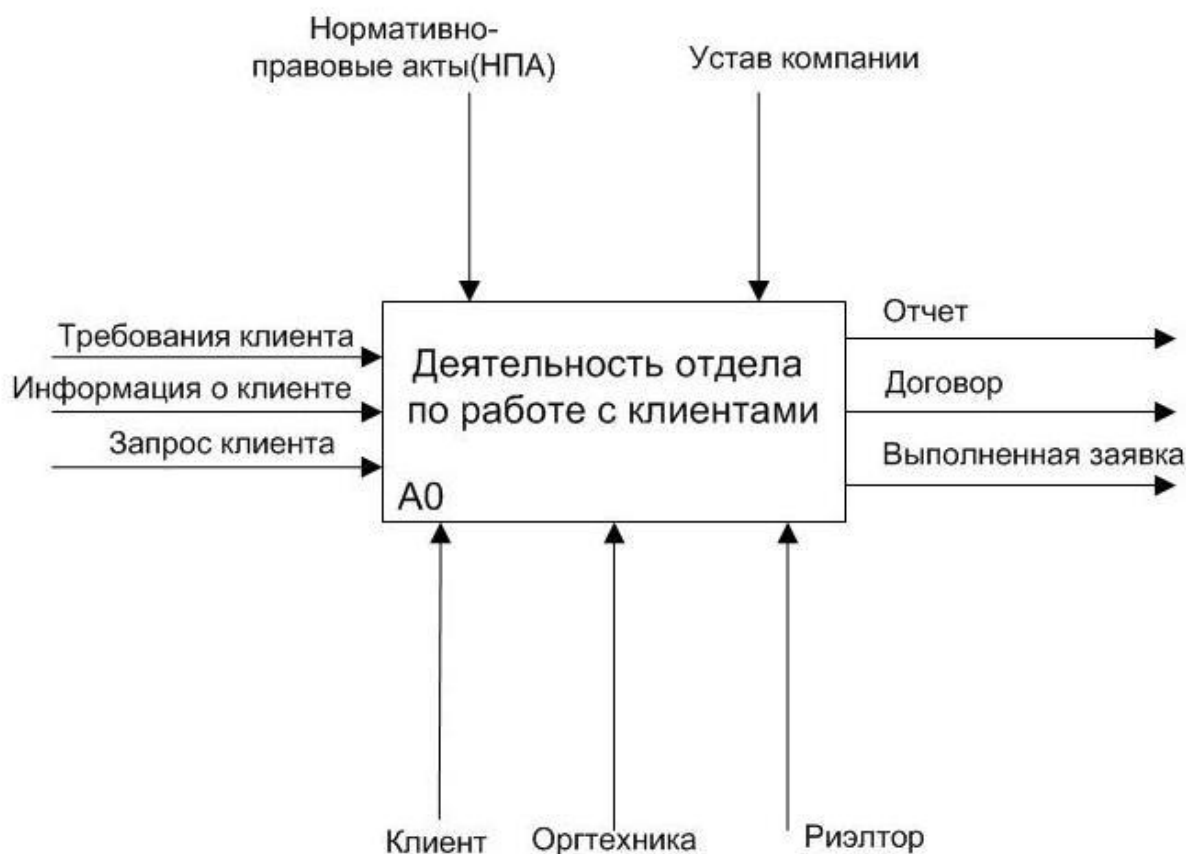 Нормативно-
правовые акты(НПА)
Устав компании
Требования клиента
Информация о клиенте
Запрос клиента
Деятельность отдела
по работе с клиентами
А0
Отчет
Договор
Выполненная заявка
Клиент
Оргтехника
Риэлтор